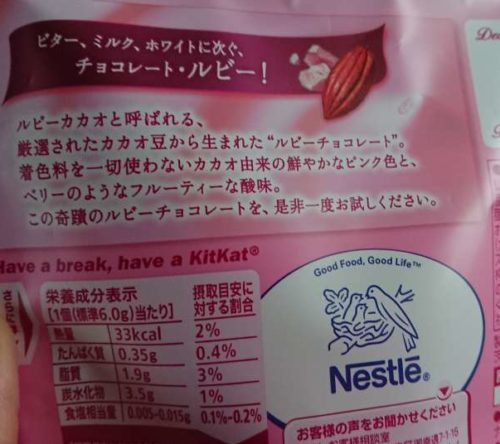 ビター、ミルク、ホワイトに次ぐ、
チョコレート・ルビー!
ルビーカカオと呼ばれる、
厳選されたカカオ豆から生まれた“ルビーチョコレート”。
着色料を一切使わないカカオ由来の鮮やかなピンク色と、
ベリーのようなフルーティーな酸味。
この奇蹟のルビーチョコレートを、是非一度お試しください。
Have a break, have a KitKat®
栄養成分表示
[1個(標準6.0g)当たり]
摂取目安に
対する割合
熱量 33kcal 2%
たんぱく質 0.35g 0.4%
脂質 1.9g 3%
炭水化物 3.5g 1%
食塩相当量 0.005-0.015g 0.1%-0.2%
Good Food, Good Life™
Nestlé®
お客様の声をお聞かせください
お客様相談室
7-1-16